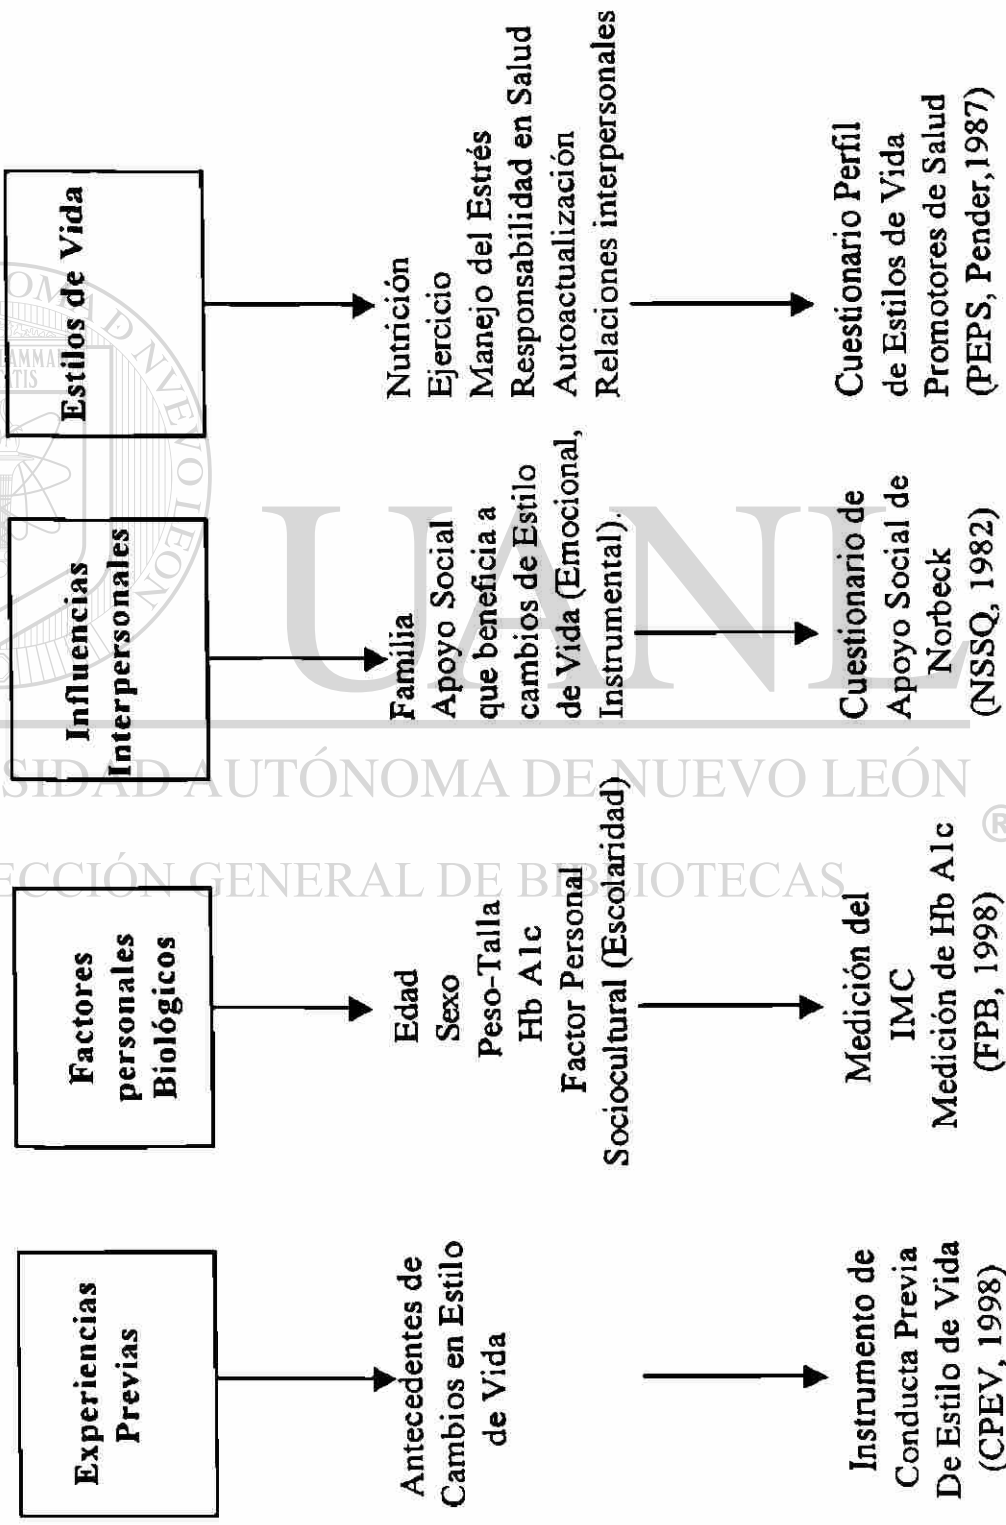 Experiencias
Previas
Antecedentes de
Cambios en Estilo
de Vida
Instrumento de
Conducta Previa
De Estilo de Vida
(CPEV, 1998)
Factores
personales
Biológicos
Edad
Sexo
Peso-Talla
Hb A1c
Factor Personal
Sociocultural (Escolaridad)
Medición del
IMC
Medición de Hb A1c
(FPB, 1998)
Influencias
Interpersonales
Familia
Apoyo Social
que beneficia a
cambios de Estilo
de Vida (Emocional,
Instrumental).
Cuestionario de
Apoyo Social de
Norbeck
(NSSQ, 1982)
Estilos de Vida
Nutrición
Ejercicio
Manejo del Estrés
Responsabilidad en Salud
Autoactualización
Relaciones interpersonales
Cuestionario Perfil
de Estilos de Vida
Promotores de Salud
(PEPS, Pender,1987)
UANL
AUTÓNOMA DE NUEVO LEÓN
®
GENERAL DE BIBLIOTECAS